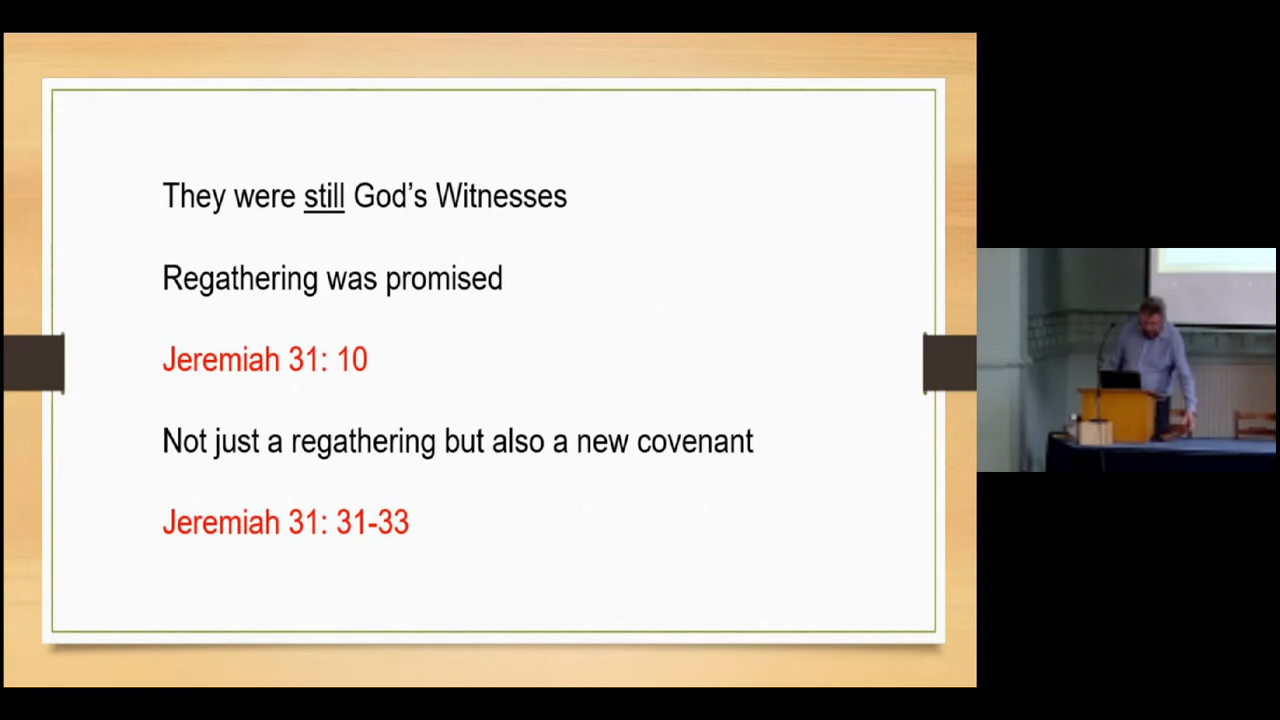 They were still God’s Witnesses
Regathering was promised
Jeremiah 31: 10
Not just a regathering but also a new covenant
Jeremiah 31: 31-33